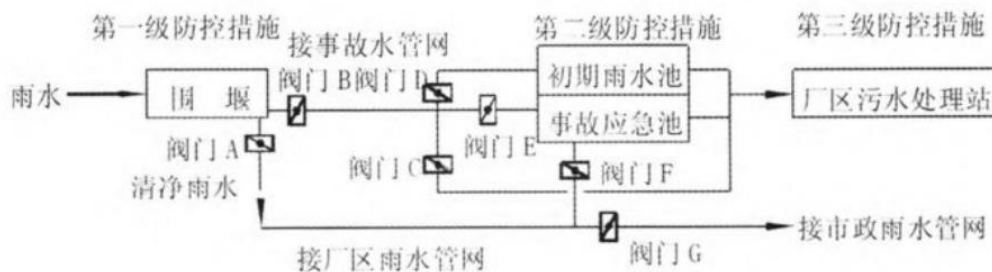 第一级防控措施
接事故水管网
第二级防控措施
第三级防控措施
雨水
围堰
阀门B阀门D
初期雨水池
事故应急池
厂区污水处理站
阀门A
阀门C
阀门E
阀门F
清净雨水
接厂区雨水管网
阀门G
接市政雨水管网